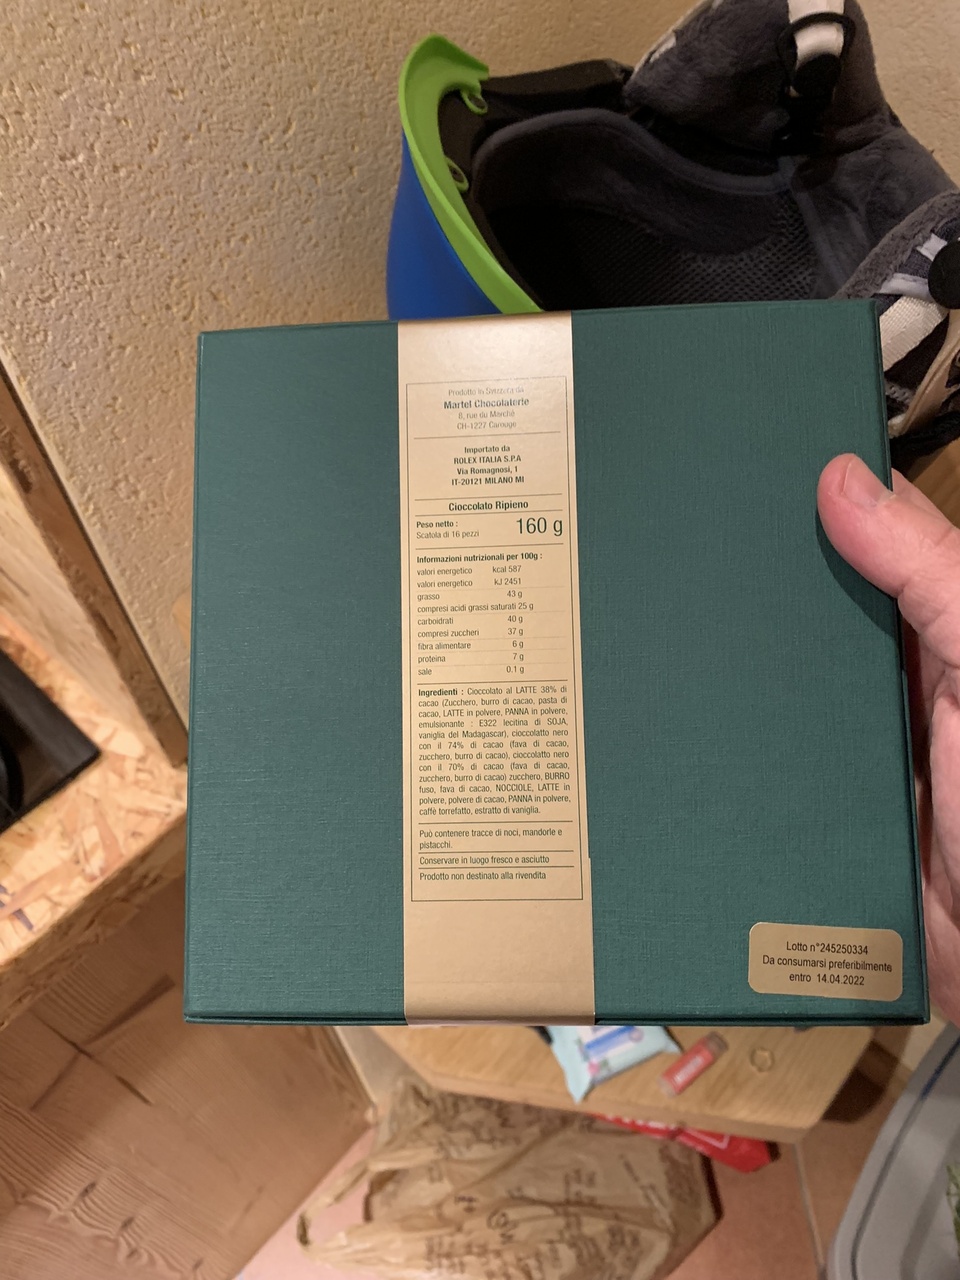 Prodotto in Svizzera da
Martel Chocolaterie
8, rue du Marché
CH-1227 Carouge
Importato da
ROLEX ITALIA S.P.A
Via Romagnosi, 1
IT-20121 MILANO MI
Cioccolato Ripieno
Peso netto :
Scatola di 16 pezzi 160 g
Informazioni nutrizionali per 100g :
valori energetico kcal 587
valori energetico kJ 2451
grasso 43 g
compresi acidi grassi saturati 25 g
carboidrati 40 g
compresi zuccheri 37 g
fibra alimentare 6 g
proteina 7 g
sale 0.1 g
Ingredienti : Cioccolato al LATTE 38% di
cacao (Zucchero, burro di cacao, pasta di
cacao, LATTE in polvere, PANNA in polvere,
emulsionante : E322 lecitina di SOJA,
vaniglia del Madagascar), cioccolatto nero
con il 74% di cacao (fava di cacao,
zucchero, burro di cacao), cioccolatto nero
con il 70% di cacao (fava di cacao,
zucchero, burro di cacao) zucchero, BURRO
fuso, fava di cacao, NOCCIOLE, LATTE in
polvere, polvere di cacao, PANNA in polvere,
caffè torrefatto, estratto di vaniglia.
Può contenere tracce di noci, mandorle e
pistacchi.
Conservare in luogo fresco e asciutto
Prodotto non destinato alla rivendita
Lotto n°245250334
Da consumarsi preferibilmente
entro 14.04.2022